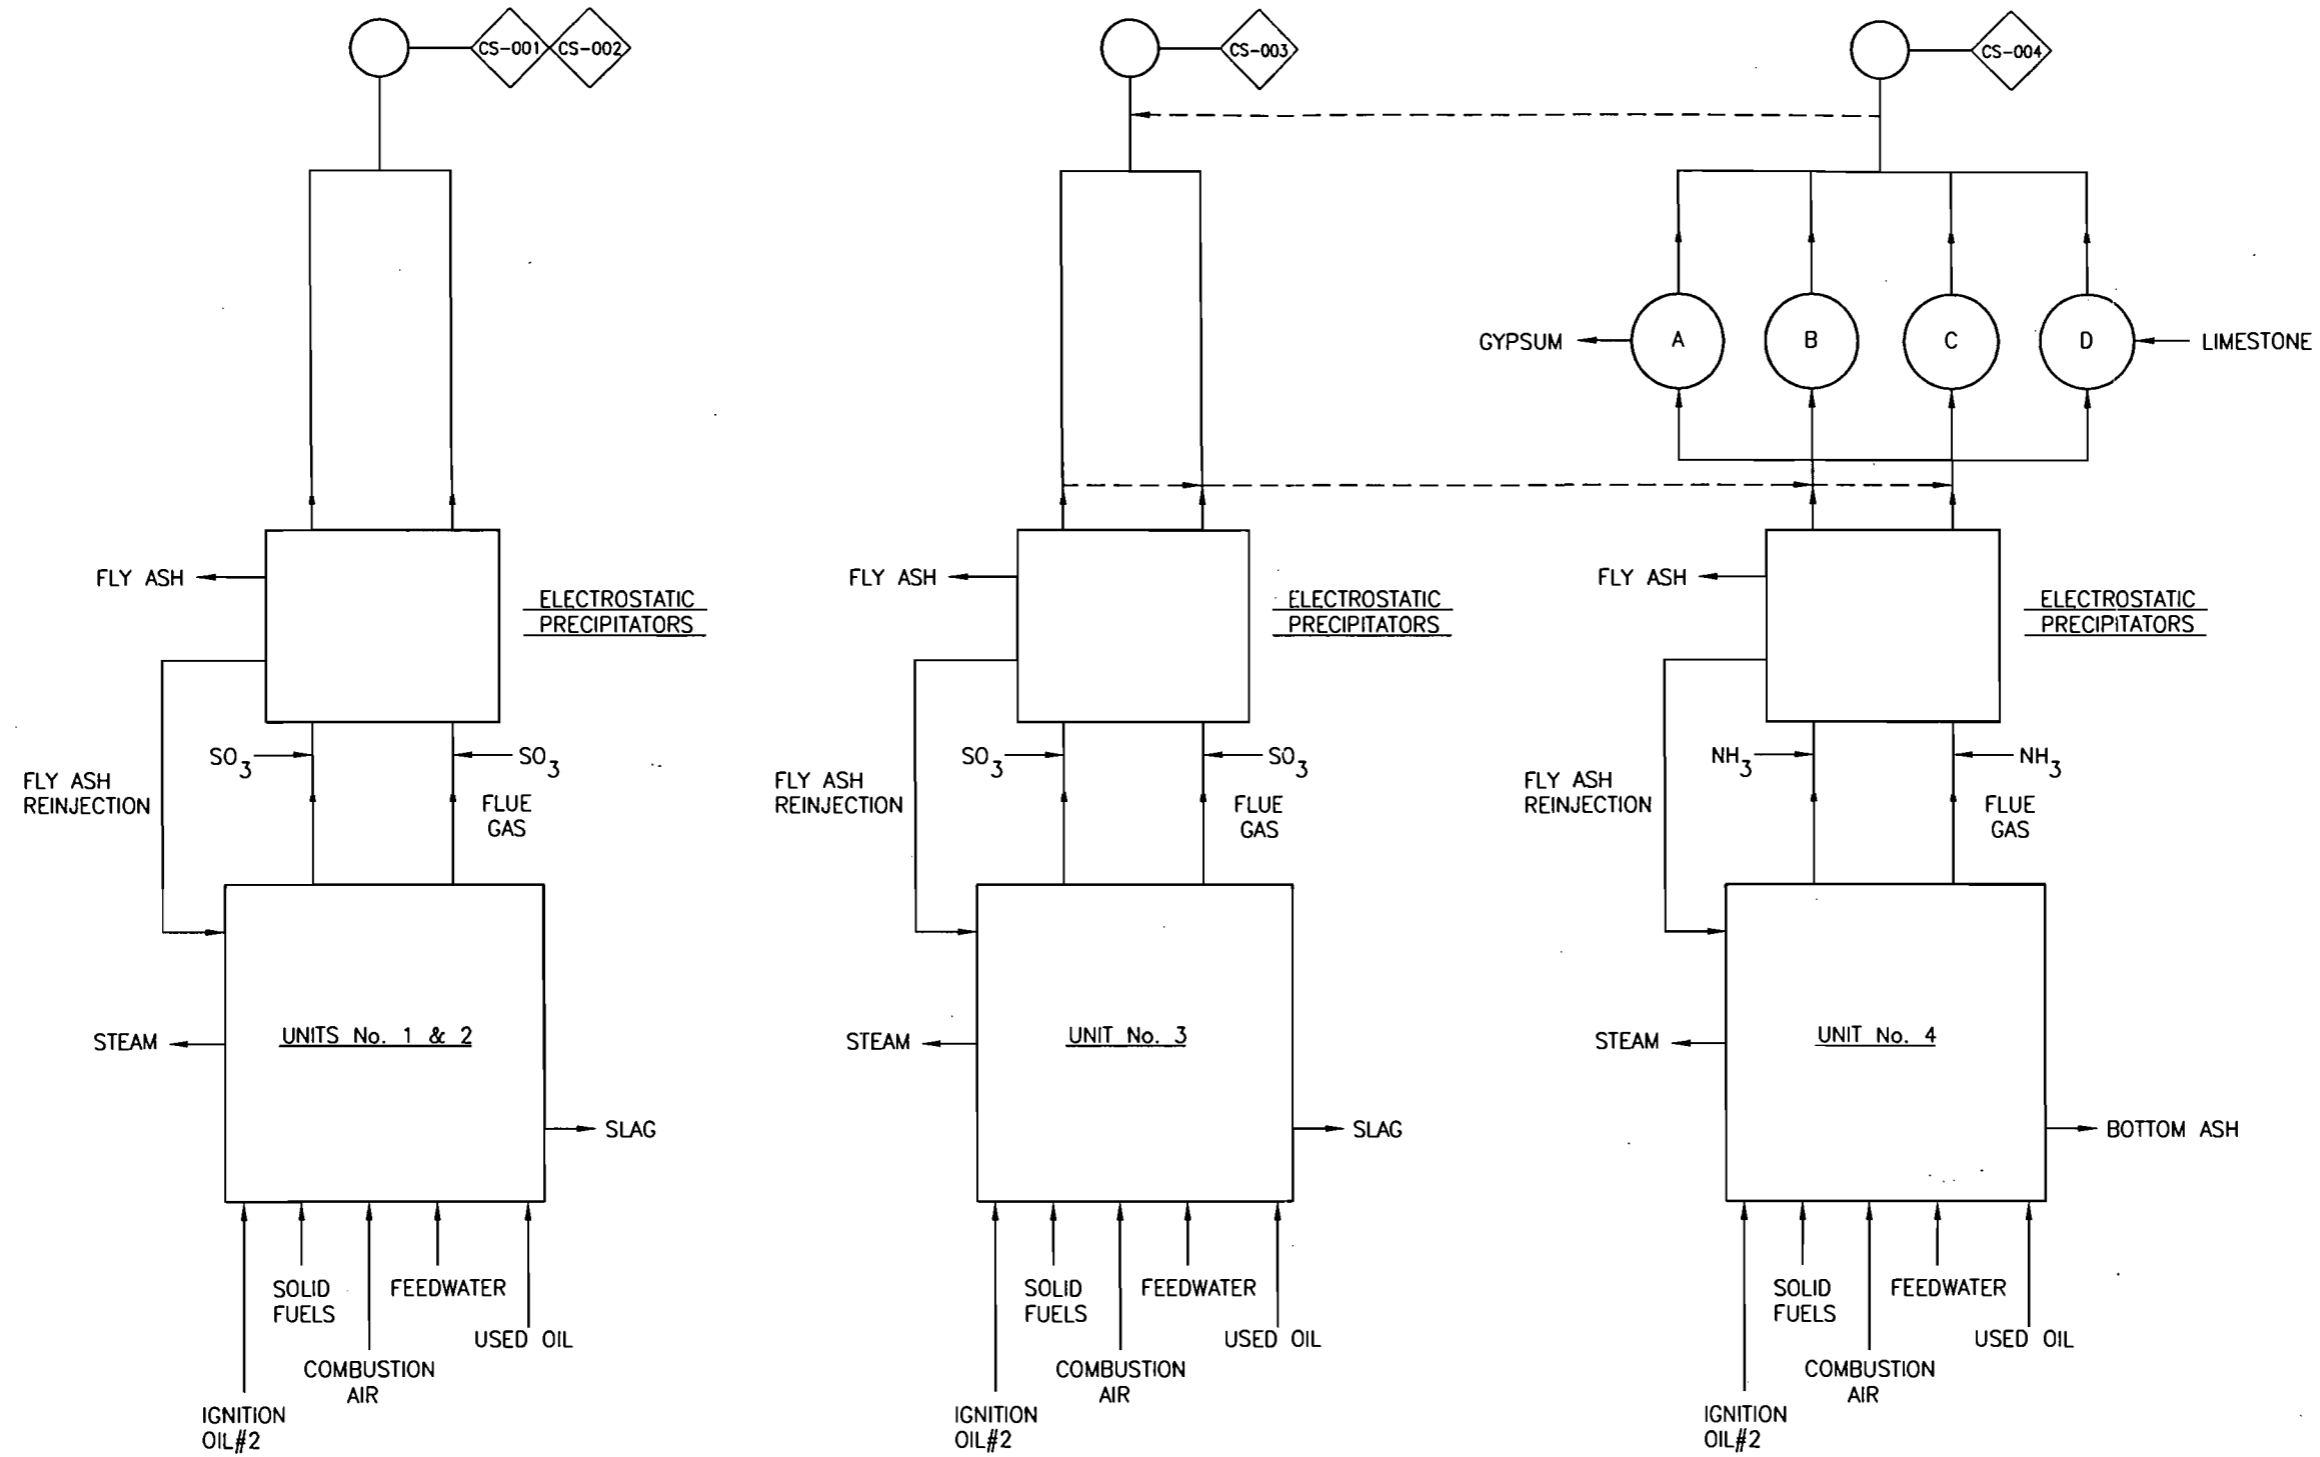 CS-001
CS-002
CS-003
CS-004
GYPSUM
A
B
C
D
LIMESTONE
FLY ASH
ELECTROSTATIC
PRECIPITATORS
FLY ASH
ELECTROSTATIC
PRECIPITATORS
FLY ASH
ELECTROSTATIC
PRECIPITATORS
SO3
SO3
FLY ASH
REINJECTION
FLUE
GAS
SO3
SO3
FLY ASH
REINJECTION
FLUE
GAS
NH3
NH3
FLY ASH
REINJECTION
FLUE
GAS
STEAM
UNITS No. 1 & 2
SLAG
STEAM
UNIT No. 3
SLAG
STEAM
UNIT No. 4
BOTTOM ASH
SOLID
FUELS
FEEDWATER
USED OIL
COMBUSTION
AIR
IGNITION
OIL#2
SOLID
FUELS
FEEDWATER
USED OIL
COMBUSTION
AIR
IGNITION
OIL#2
SOLID
FUELS
FEEDWATER
USED OIL
COMBUSTION
AIR
IGNITION
OIL#2